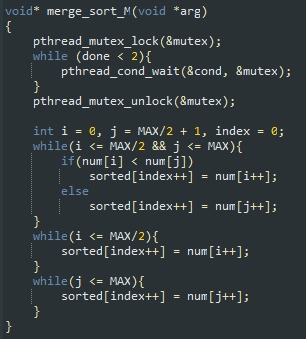 void* merge_sort_M(void *arg)
{
    pthread_mutex_lock(&mutex);
    while (done < 2){
        pthread_cond_wait(&cond, &mutex);
    }
    pthread_mutex_unlock(&mutex);

    int i = 0, j = MAX/2 + 1, index = 0;
    while(i <= MAX/2 && j <= MAX){
        if(num[i] < num[j])
            sorted[index++] = num[i++];
        else
            sorted[index++] = num[j++];
    }
    while(i <= MAX/2){
        sorted[index++] = num[i++];
    }
    while(j <= MAX){
        sorted[index++] = num[j++];
    }
}